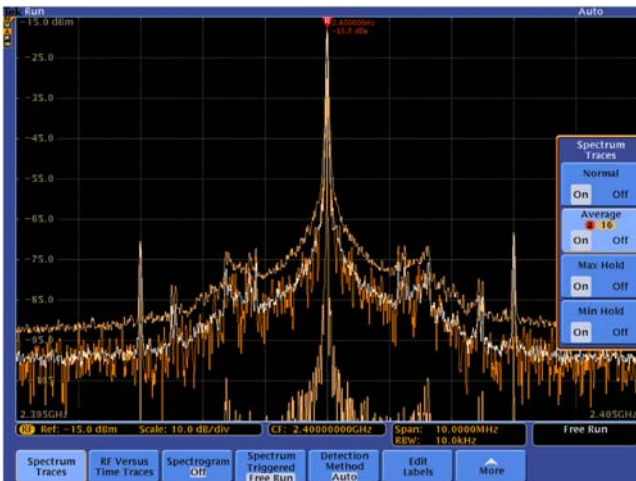 Tek Run
Auto
-15.0 dBm
2.40000GHz
-25.0
-35.0
-45.0
-55.0
-65.0
-75.0
-85.0
-95.0
2.395GHz
2.405GHz
Spectrum
Traces
Normal
On Off
Average
16
On Off
Max Hold
On Off
Min Hold
On Off
RF Ref: -15.0 dBm Scale: 10.0 dB/div
CF: 2.40000000GHz
Span: 10.0000MHz
RBW: 10.0kHz
Free Run
Spectrum
Traces
RF Versus
Time Traces
Spectrogram
Off
Spectrum
Triggered
Free Run
Detection
Method
Auto
Edit
Labels
More